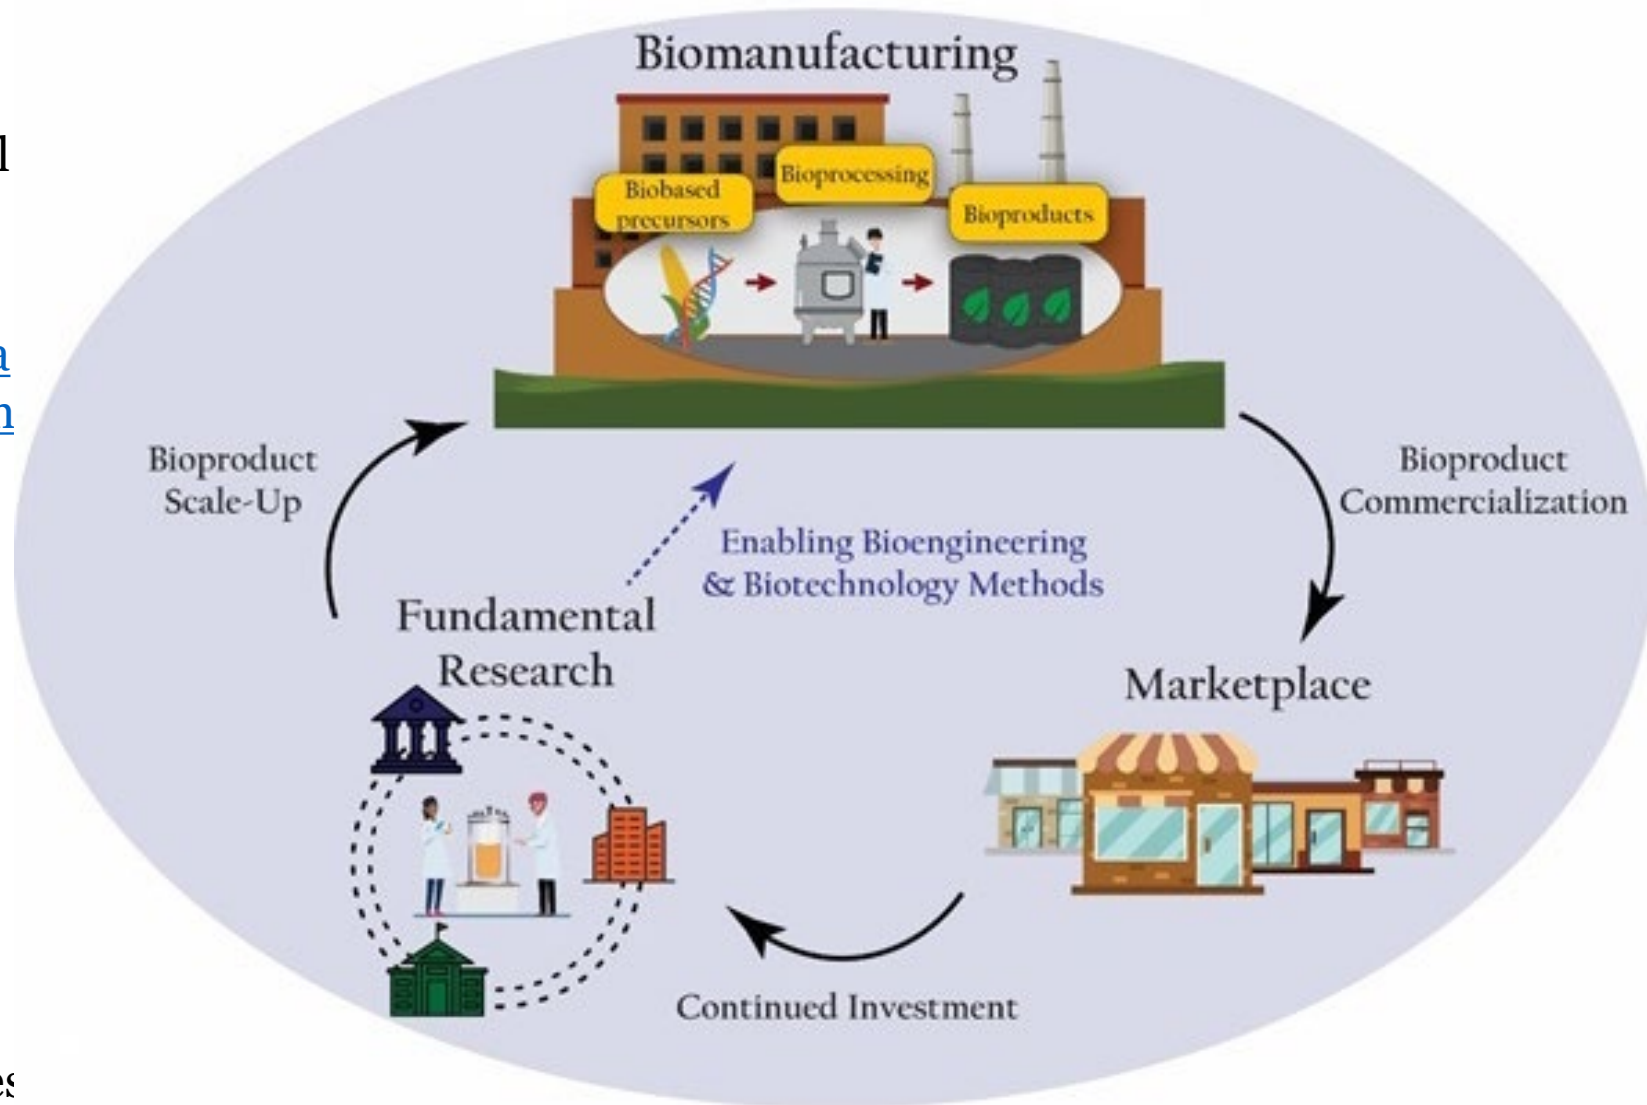 Biomanufacturing
Bioprocessing
Biobased
precursors
Bioproducts
l
a
n
Bioproduct
Scale-Up
Bioproduct
Commercialization
Enabling Bioengineering
& Biotechnology Methods
Fundamental
Research
Marketplace
Continued Investment
es